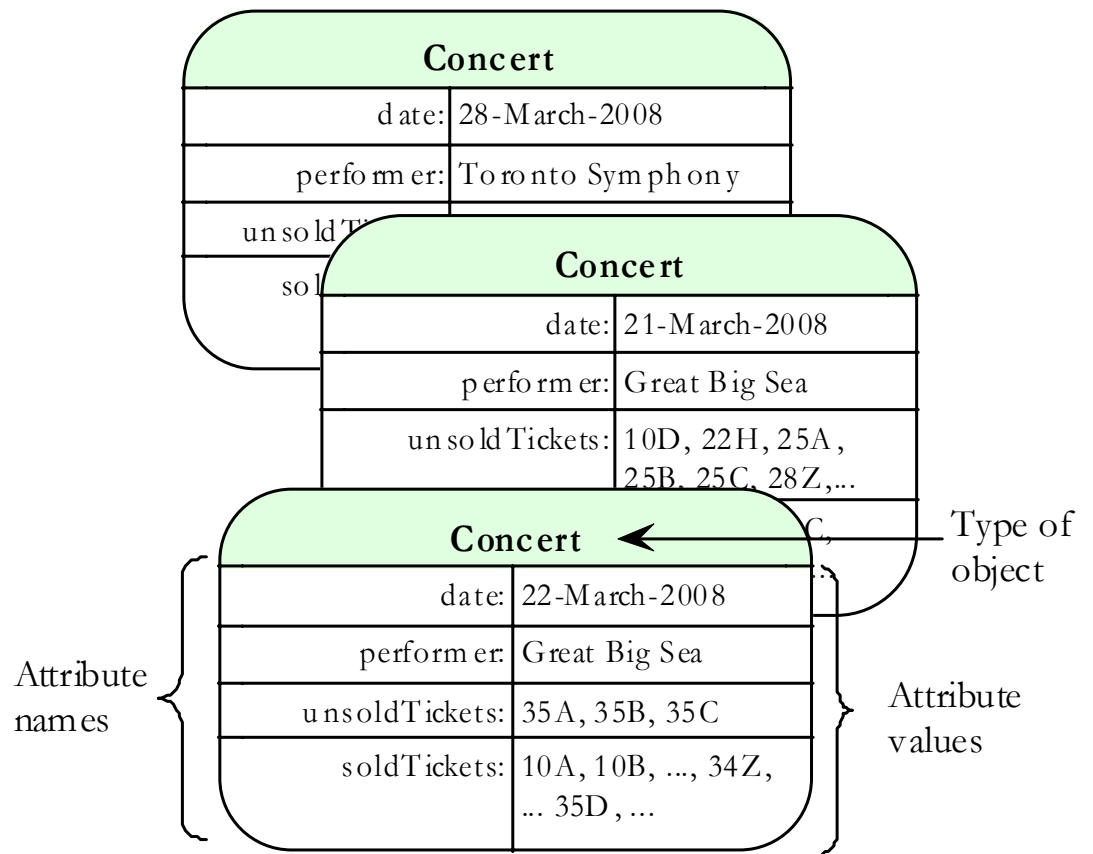 Concert
date: 28-March-2008
performer: Toronto Symphony
Concert
date: 21-March-2008
performer: Great Big Sea
unsoldTickets: 10D, 22H, 25A,
25B, 25C, 28Z,...
C,
Concert
Type of
object
date: 22-March-2008
performer: Great Big Sea
unsoldTickets: 35A, 35B, 35C
soldTickets: 10A, 10B, ..., 34Z,
... 35D, ...
Attribute
names
Attribute
values